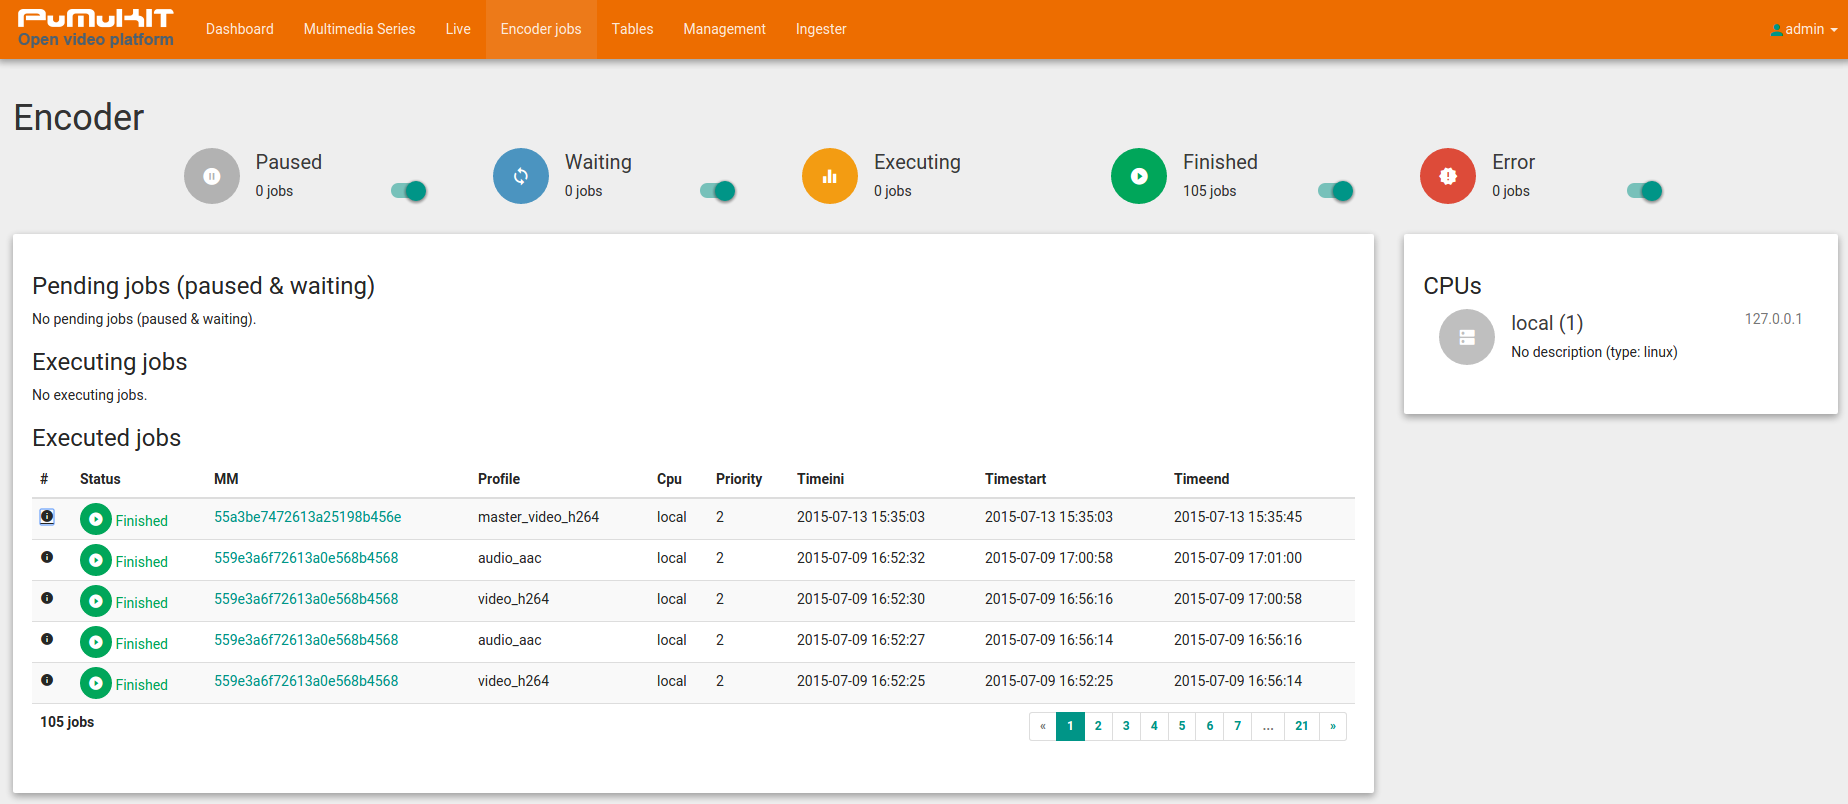 PUMUKIT
Open video platform
Dashboard Multimedia Series Live Encoder jobs Tables Management Ingester admin
Encoder
Paused
0 jobs
Waiting
0 jobs
Executing
0 jobs
Finished
105 jobs
Error
0 jobs
Pending jobs (paused & waiting)
No pending jobs (paused & waiting).
Executing jobs
No executing jobs.
Executed jobs
# Status MM Profile Cpu Priority Timeini Timestart Timeend
Finished 55a3be7472613a25198b456e master_video_h264 local 2 2015-07-13 15:35:03 2015-07-13 15:35:03 2015-07-13 15:35:45
Finished 559e3a6f72613a0e568b4568 audio_aac local 2 2015-07-09 16:52:32 2015-07-09 17:00:58 2015-07-09 17:01:00
Finished 559e3a6f72613a0e568b4568 video_h264 local 2 2015-07-09 16:52:30 2015-07-09 16:56:16 2015-07-09 17:00:58
Finished 559e3a6f72613a0e568b4568 audio_aac local 2 2015-07-09 16:52:27 2015-07-09 16:56:14 2015-07-09 16:56:16
Finished 559e3a6f72613a0e568b4568 video_h264 local 2 2015-07-09 16:52:25 2015-07-09 16:52:25 2015-07-09 16:56:14
105 jobs « 1 2 3 4 5 6 7 ... 21 »
CPUs
local (1) 127.0.0.1
No description (type: linux)